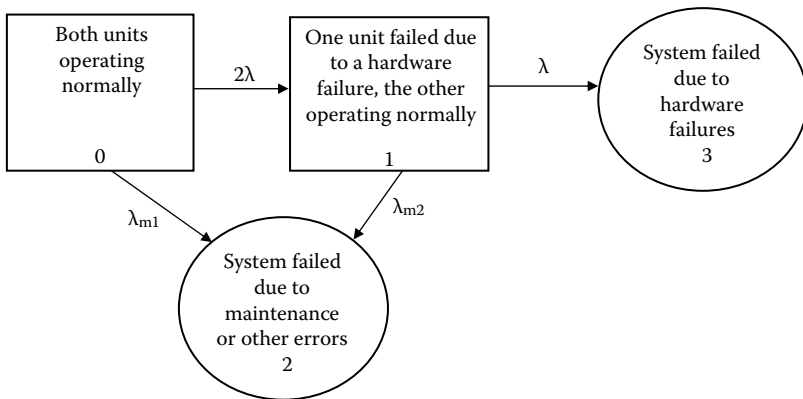 Both units
operating
normally
0
2λ
One unit failed due
to a hardware
failure, the other
operating normally
1
λ
System failed
due to
hardware
failures
3
λm1
λm2
System failed
due to
maintenance
or other errors
2